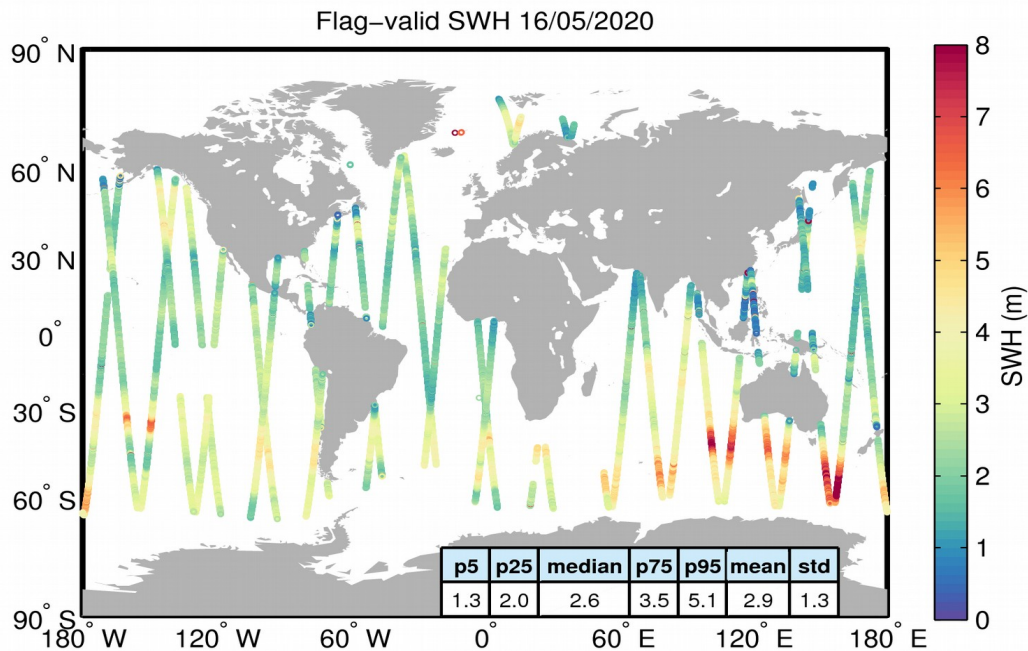 Flag−valid SWH 16/05/2020
90° N
60° N
30° N
0°
30° S
60° S
90° S
180° W
120° W
60° W
0°
60° E
120° E
180° E
p5 p25 median p75 p95 mean std
1.3 2.0 2.6 3.5 5.1 2.9 1.3
8
7
6
5
4
3
2
1
0
SWH (m)